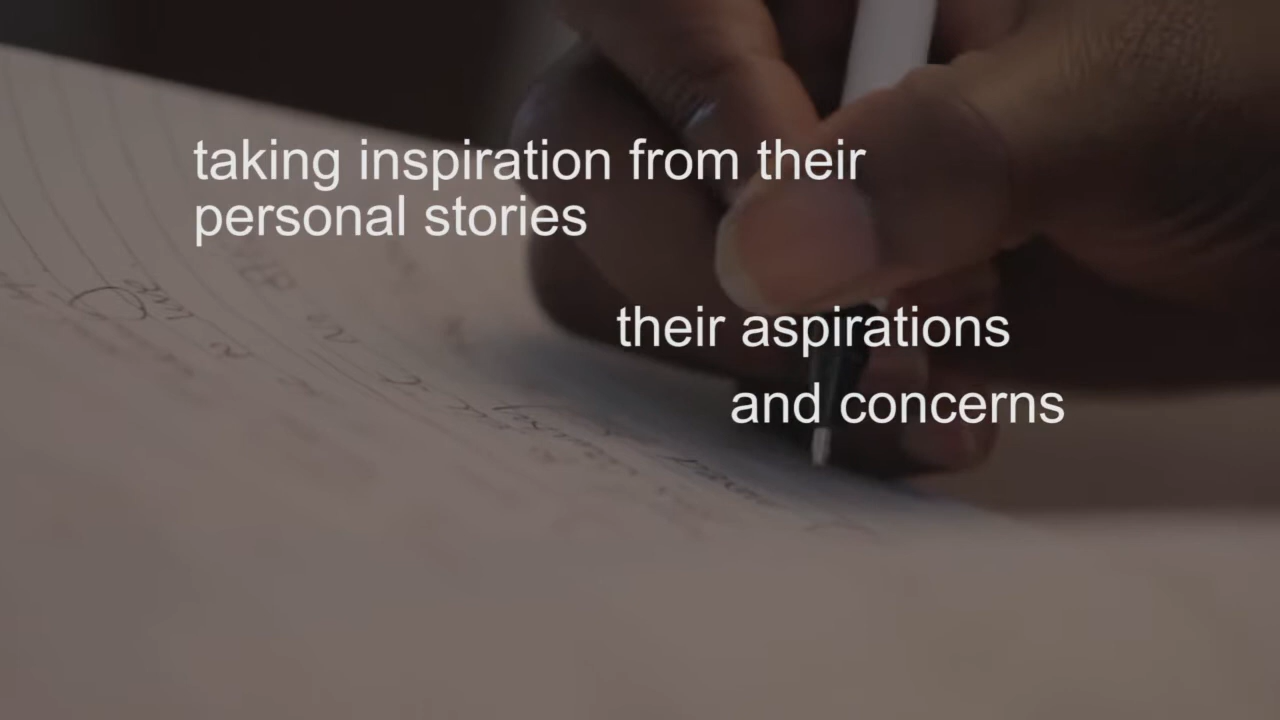 taking inspiration from their
personal stories
their aspirations
and concerns